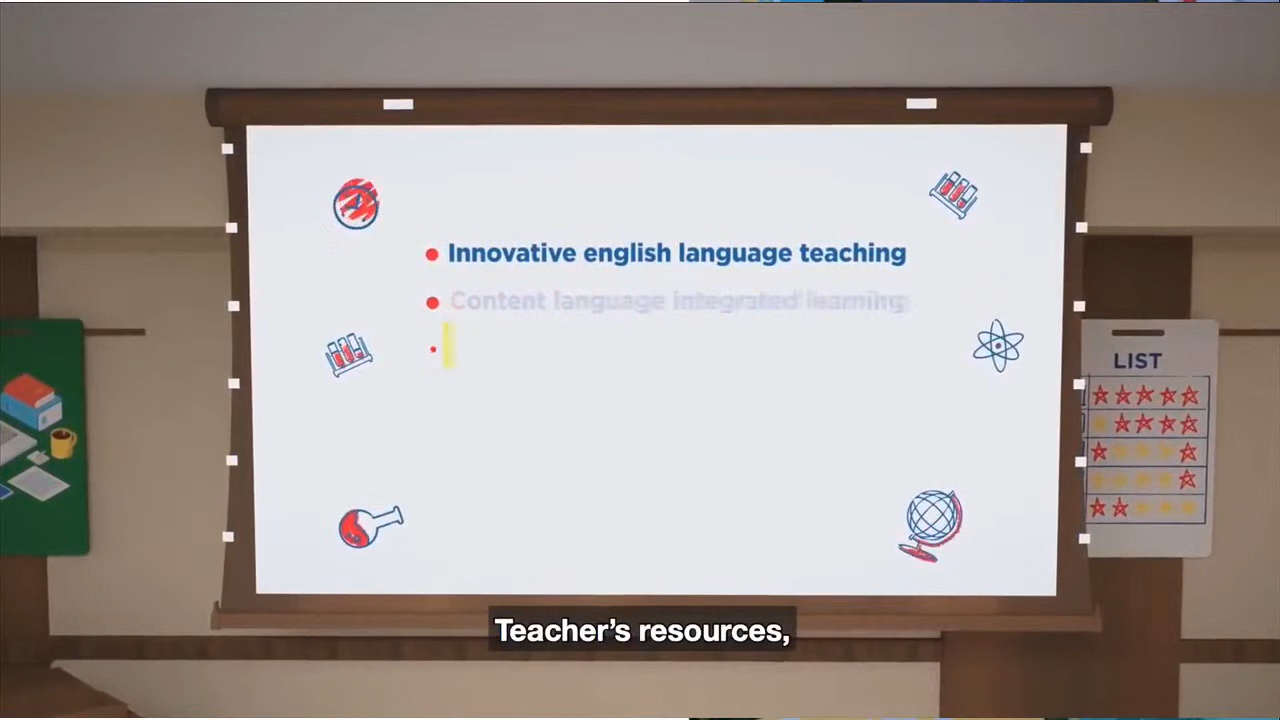 Innovative english language teaching
Content language integrated learning
LIST
Teacher's resources,